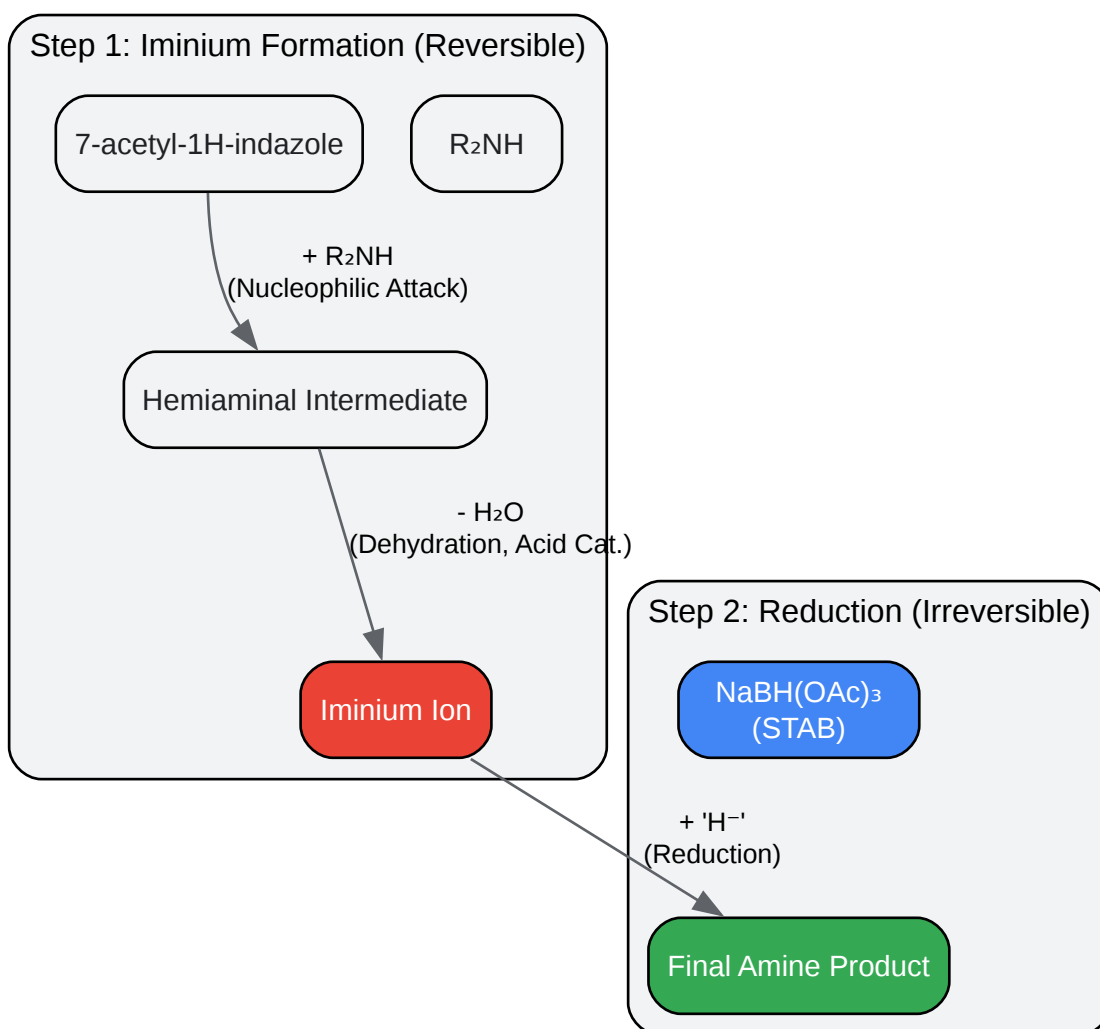 Step 1: Iminium Formation (Reversible)
7-acetyl-1H-indazole
R₂NH
+ R₂NH
(Nucleophilic Attack)
Hemiaminal Intermediate
- H₂O
(Dehydration, Acid Cat.)
Iminium Ion
Step 2: Reduction (Irreversible)
NaBH(OAc)₃
(STAB)
+ 'H⁻'
(Reduction)
Final Amine Product